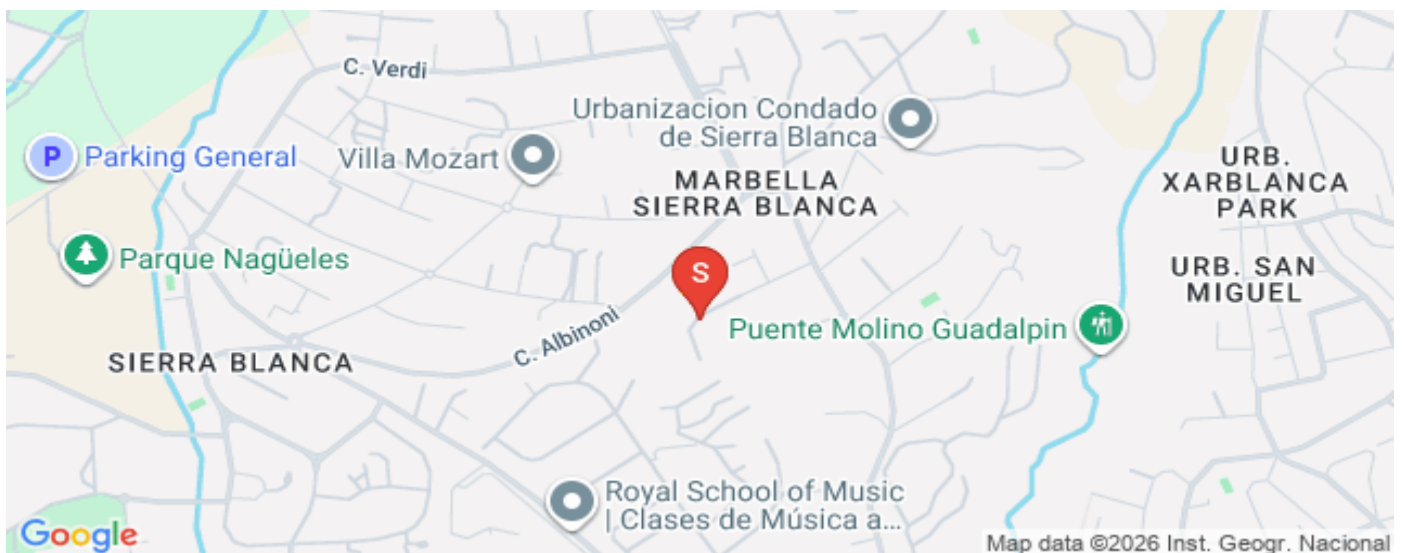 C. Verdi
Urbanizacion Condado
de Sierra Blanca
P
Parking General
Villa Mozart
URB.
XARBLANCA
PARK
MARBELLA
SIERRA BLANCA
Parque Nagüeles
S
URB. SAN
MIGUEL
Puente Molino Guadalpin
C. Albinoni
SIERRA BLANCA
Royal School of Music
| Clases de Música a...
Google
Map data ©2026 Inst. Geogr. Nacional